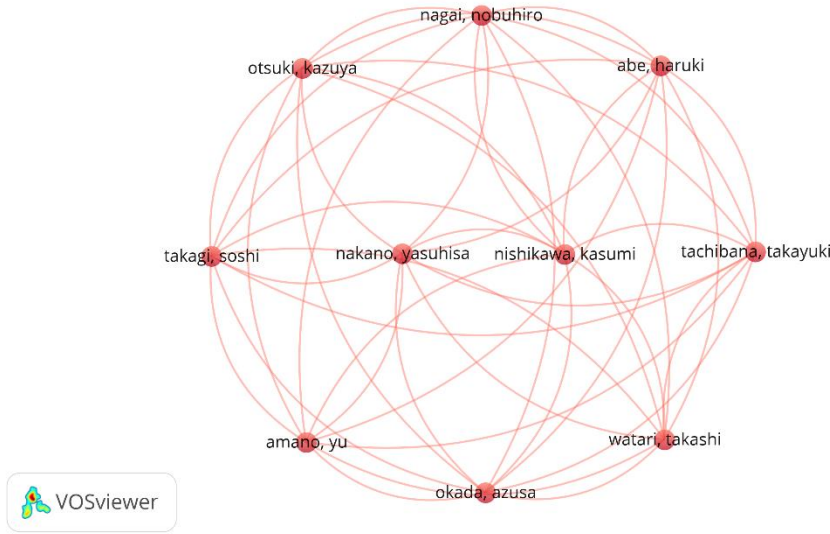 nagai, nobuhiro
otsuki, kazuya
abe, haruki
takagi, soshi
nakano, yasuhisa
nishikawa, kasumi
tachibana, takayuki
amano, yu
watari, takashi
okada, azusa
VOSviewer